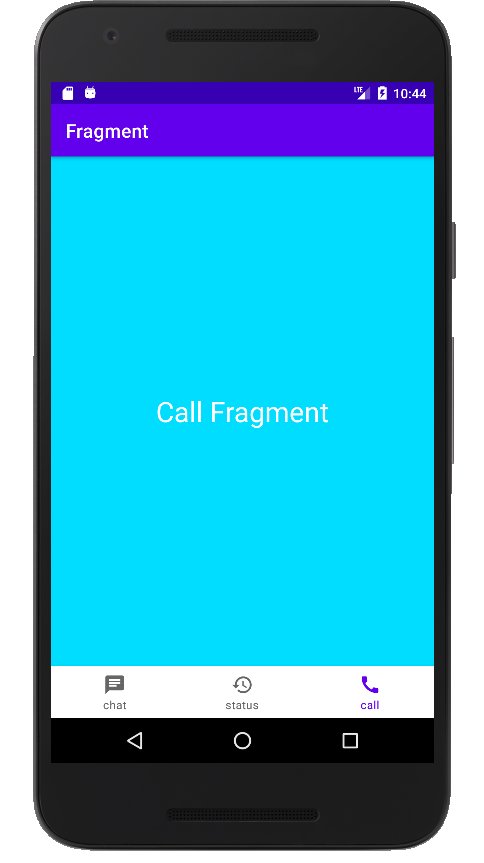 LTE 10:44
Fragment
Call Fragment
chat status call